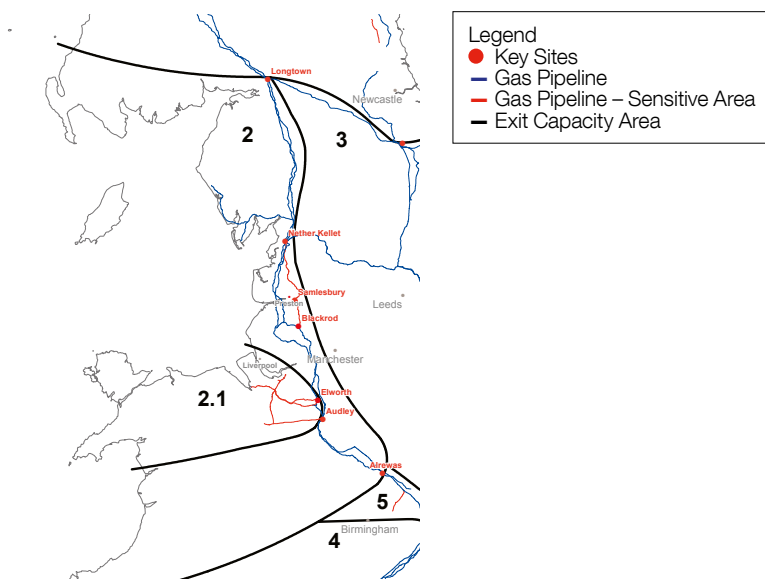 Legend
Key Sites
Gas Pipeline
Gas Pipeline – Sensitive Area
Exit Capacity Area
Longtown
Newcastle
2
3
Nether Kellet
Samlesbury
Preston
Leeds
Blackrod
Manchester
Liverpool
2.1
Elworth
Audley
Alrewas
5
Birmingham
4